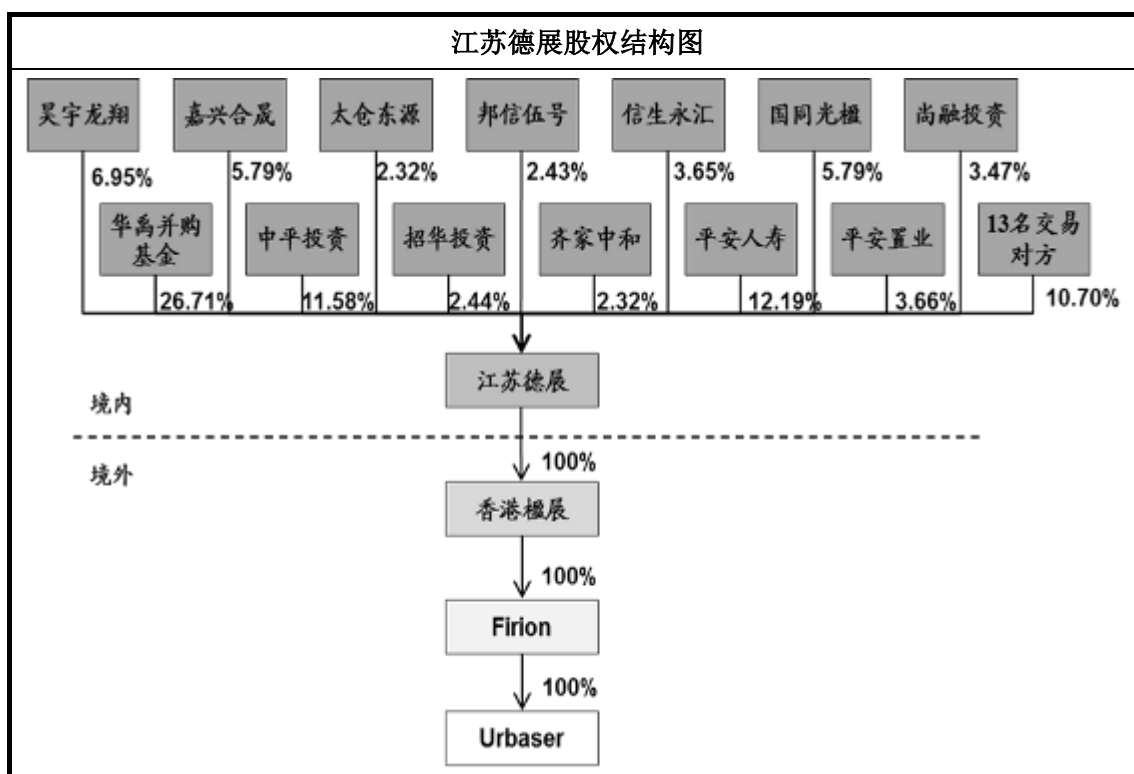 江苏德展股权结构图
昊宇龙翔
嘉兴合晟
太仓东源
邦信伍号
信生永汇
国同光楹
尚融投资
6.95%
5.79%
2.32%
2.43%
3.65%
5.79%
3.47%
华禹并购
基金
中平投资
招华投资
齐家中和
平安人寿
平安置业
13名交易
对方
26.71%
11.58%
2.44%
2.32%
12.19%
3.66%
10.70%
江苏德展
境内
境外
100%
香港楹展
100%
Firion
100%
Urbaser